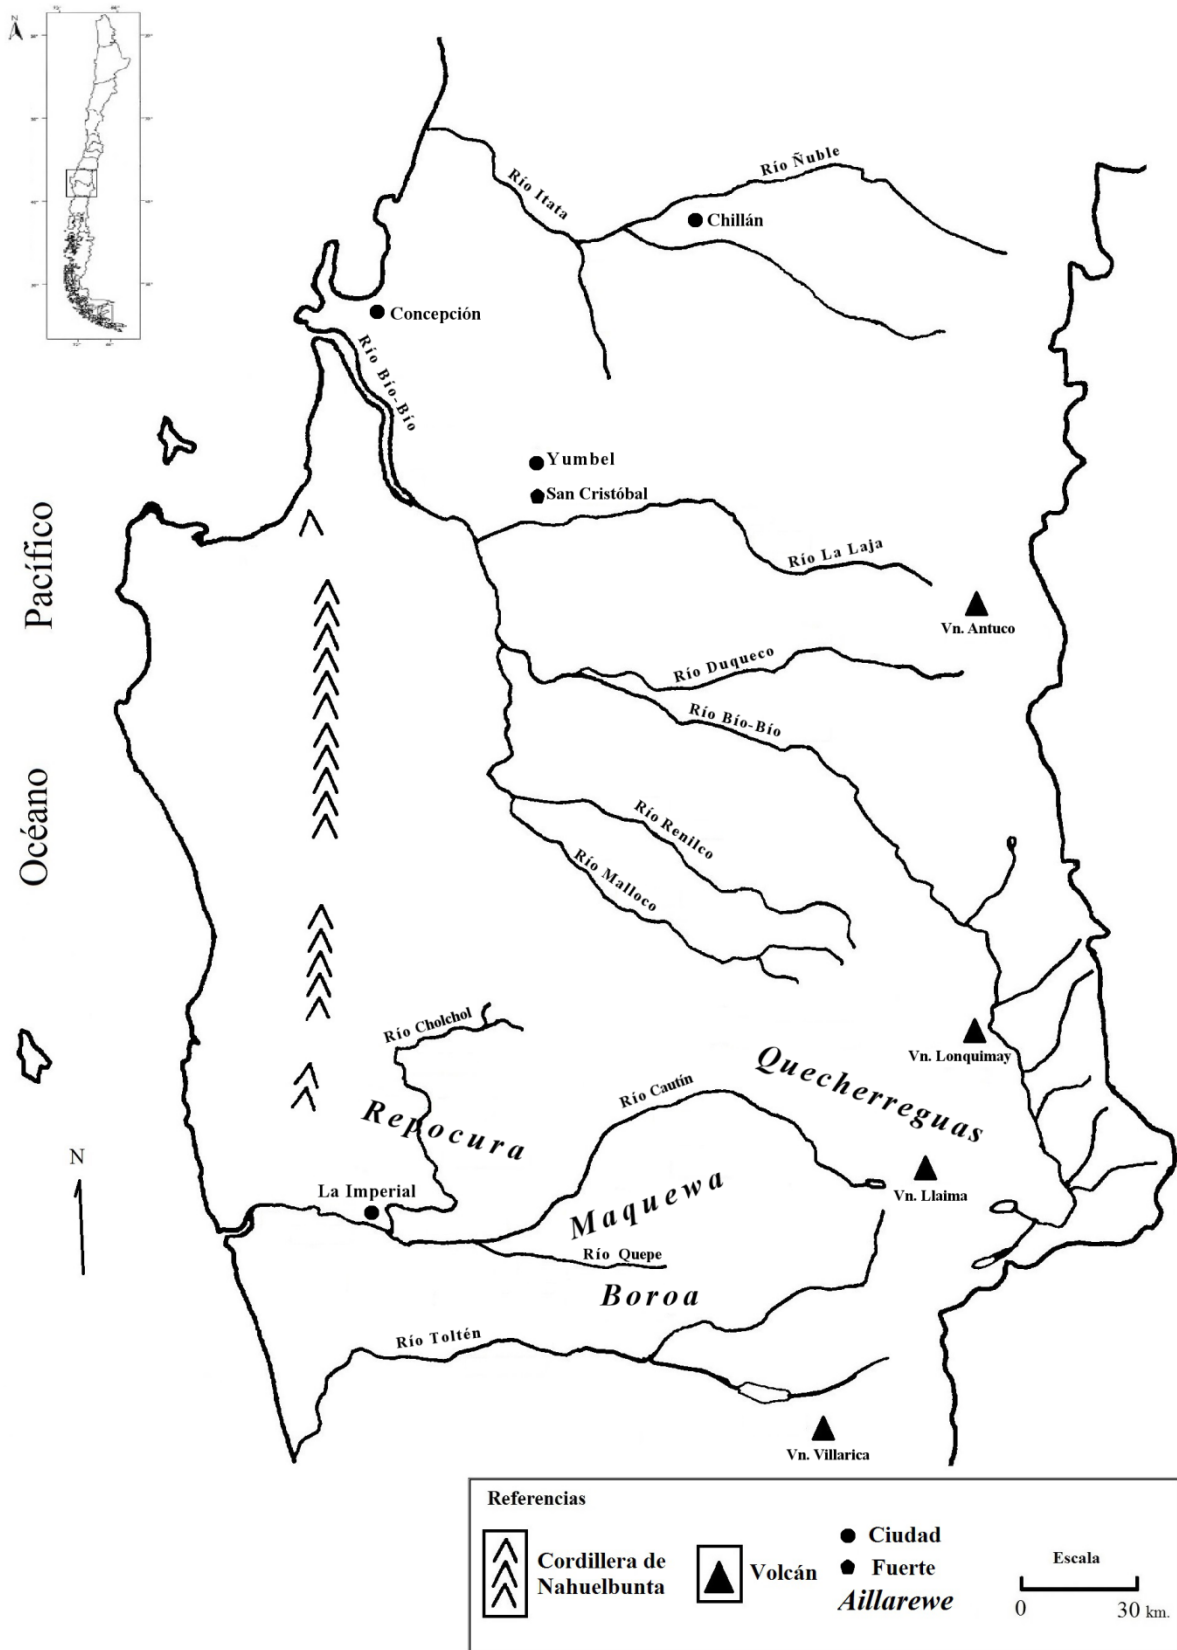 N
Río Ñuble
Río Itata
Chillán
Concepción
Río Bío-Bío
Yumbel
San Cristóbal
Río La Laja
Vn. Antuco
Río Duqueco
Río Bío-Bío
Océano Pacífico
Río Renilco
Río Malloco
Río Cholchol
Vn. Lonquimay
Quecherreguas
Río Cautín
Repocura
N
La Imperial
Maquewa
Vn. Llaima
Río Quepe
Boroa
Río Toltén
Vn. Villarica
Referencias
Cordillera de
Nahuelbunta
Volcán
Ciudad
Fuerte
Aillarewe
Escala
0 30 km.